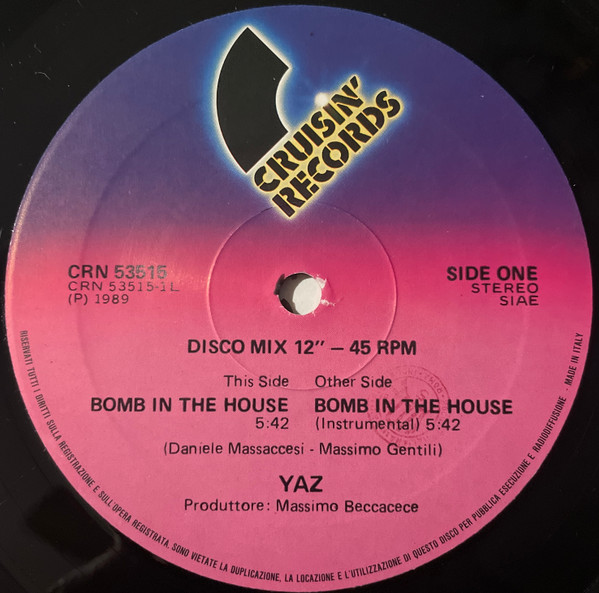 CRUISIN'
RECORDS
CRN 53515
CRN 53515-1L
(P) 1989
SIDE ONE
STEREO
SIAE
DISCO MIX 12" — 45 RPM
This Side Other Side
BOMB IN THE HOUSE BOMB IN THE HOUSE
5:42 (Instrumental) 5:42
(Daniele Massaccesi - Massimo Gentili)
YAZ
Produttore: Massimo Beccacece
RISERVATI TUTTI I DIRITTI SULLA REGISTRAZIONE E SULL'OPERA REGISTRATA. SONO VIETATE LA DUPLICAZIONE, LA LOCAZIONE E L'UTILIZZAZIONE DI QUESTO DISCO PER PUBBLICA ESECUZIONE E RADIODIFFUSIONE - MADE IN ITALY